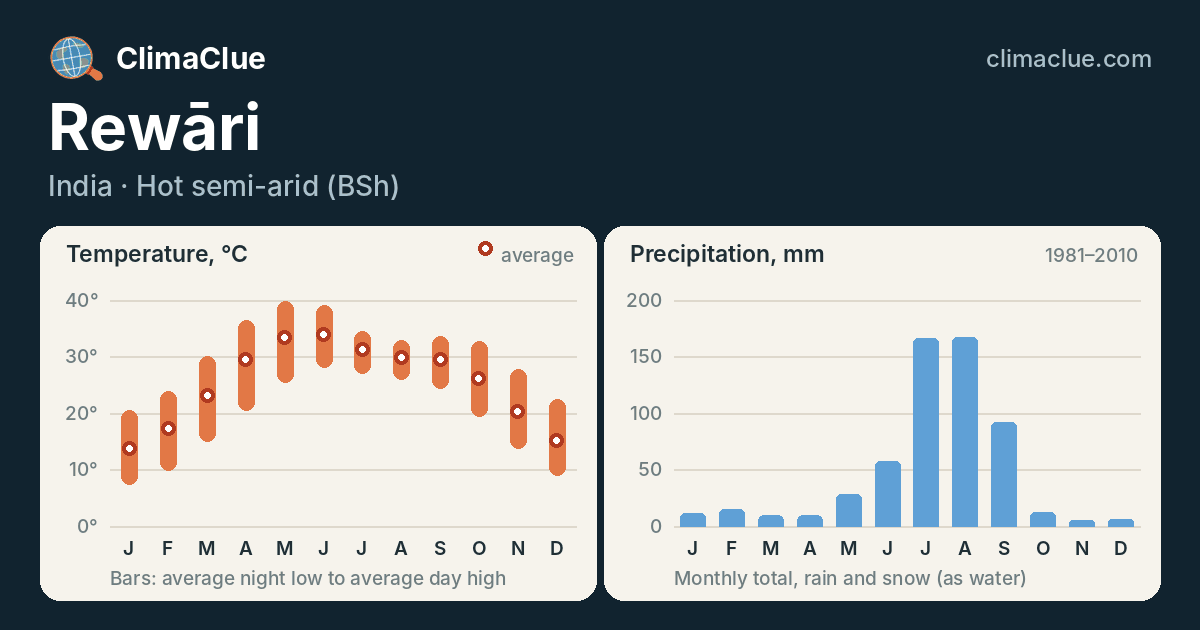 ClimaClue
climaclue.com
Rewāri
India · Hot semi-arid (BSh)
Temperature, °C
average
40°
30°
20°
10°
0°
J F M A M J J A S O N D
Bars: average night low to average day high
Precipitation, mm
1981–2010
200
150
100
50
0
J F M A M J J A S O N D
Monthly total, rain and snow (as water)